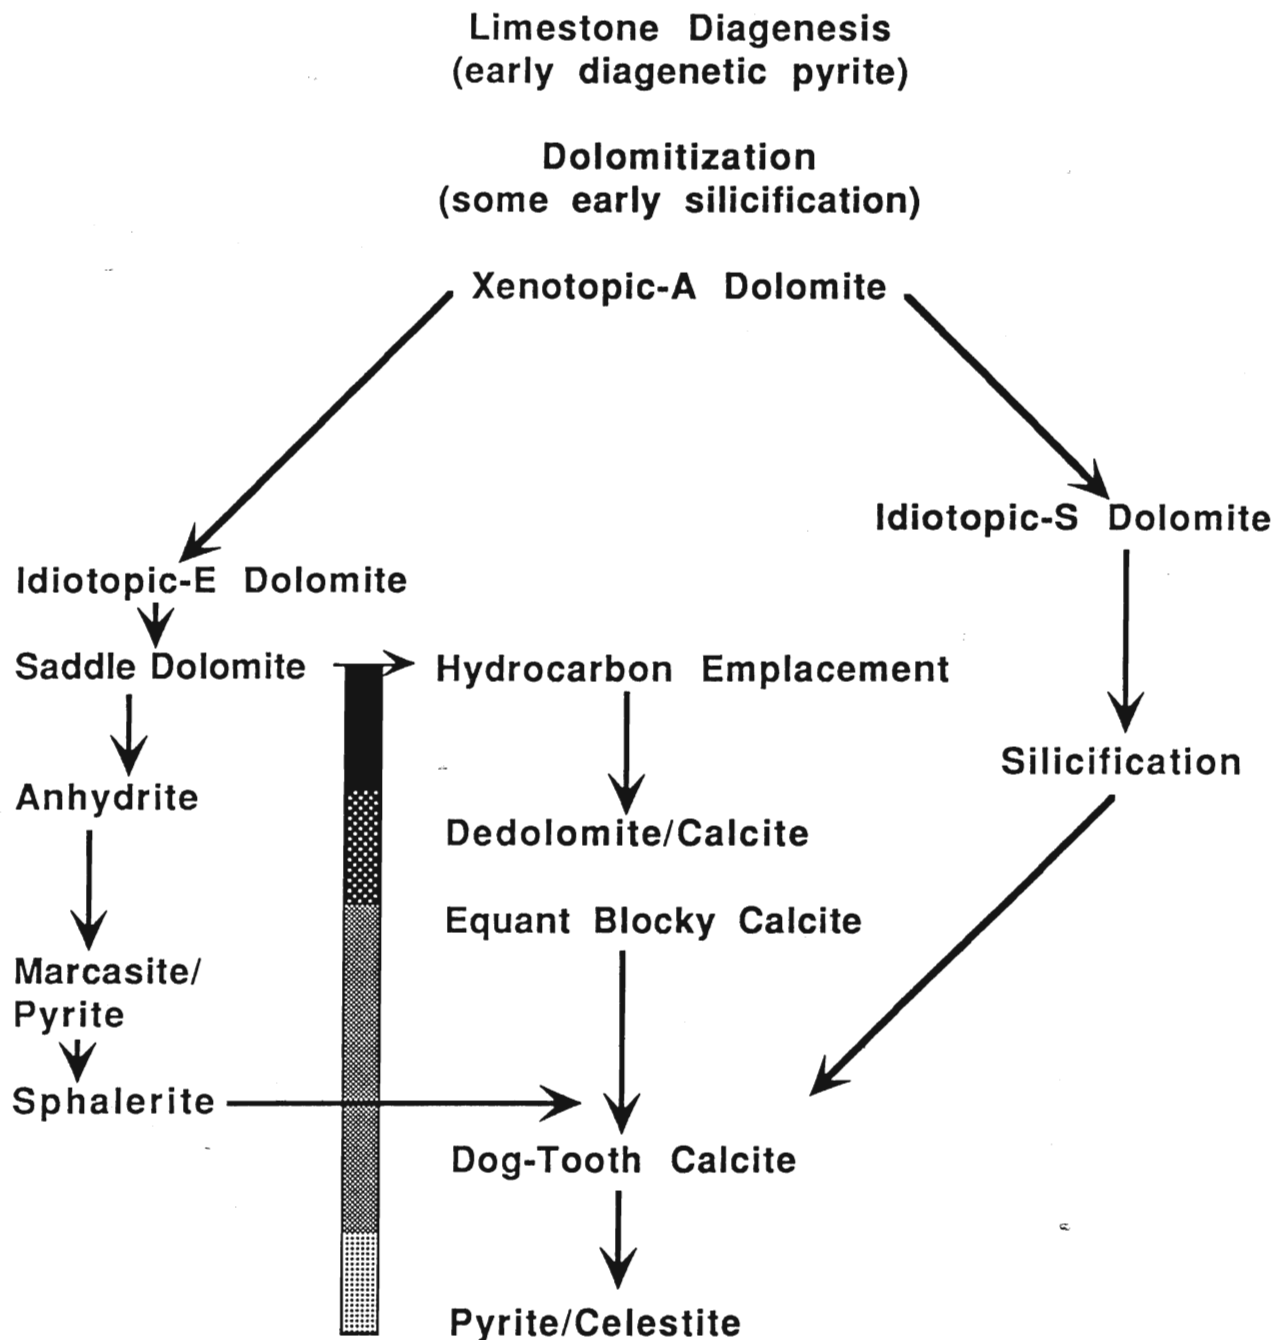 Limestone Diagenesis
(early diagenetic pyrite)
Dolomitization
(some early silicification)
Xenotopic-A Dolomite
Idiotopic-S Dolomite
Idiotopic-E Dolomite
Saddle Dolomite
Hydrocarbon Emplacement
Silicification
Anhydrite
Dedolomite/Calcite
Equant Blocky Calcite
Marcasite/
Pyrite
Sphalerite
Dog-Tooth Calcite
Pyrite/Celestite